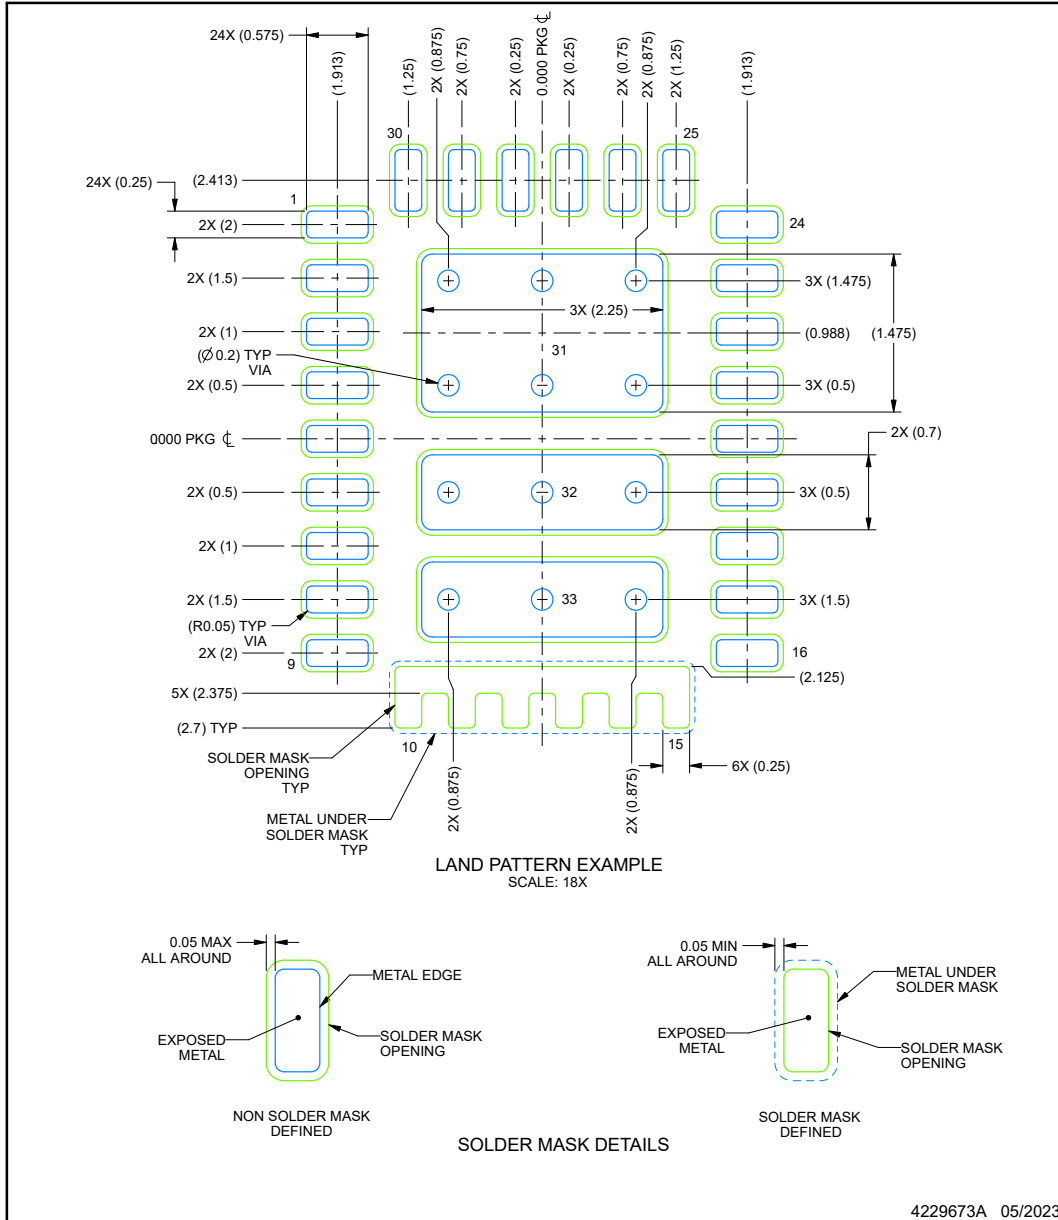 24X (0.575)
(1.913)
(1.25)
2X (0.875)
2X (0.75)
2X (0.25)
0.000 PKG ℄
2X (0.25)
2X (0.75)
2X (0.875)
2X (1.25)
(1.913)
30
25
(2.413)
24X (0.25)
1
2X (2)
24
2X (1.5)
3X (1.475)
3X (2.25)
2X (1)
(0.988)
(1.475)
31
(Ø 0.2) TYP
VIA
2X (0.5)
3X (0.5)
0000 PKG ℄
2X (0.7)
2X (0.5)
32
3X (0.5)
2X (1)
2X (1.5)
33
3X (1.5)
(R0.05) TYP
VIA
2X (2)
9
16
(2.125)
5X (2.375)
(2.7) TYP
10
15
SOLDER MASK
OPENING
TYP
6X (0.25)
2X (0.875)
2X (0.875)
METAL UNDER
SOLDER MASK
TYP
LAND PATTERN EXAMPLE
SCALE: 18X
0.05 MAX
ALL AROUND
METAL EDGE
EXPOSED
METAL
SOLDER MASK
OPENING
NON SOLDER MASK
DEFINED
0.05 MIN
ALL AROUND
METAL UNDER
SOLDER MASK
EXPOSED
METAL
SOLDER MASK
OPENING
SOLDER MASK
DEFINED
SOLDER MASK DETAILS
4229673A 05/2023